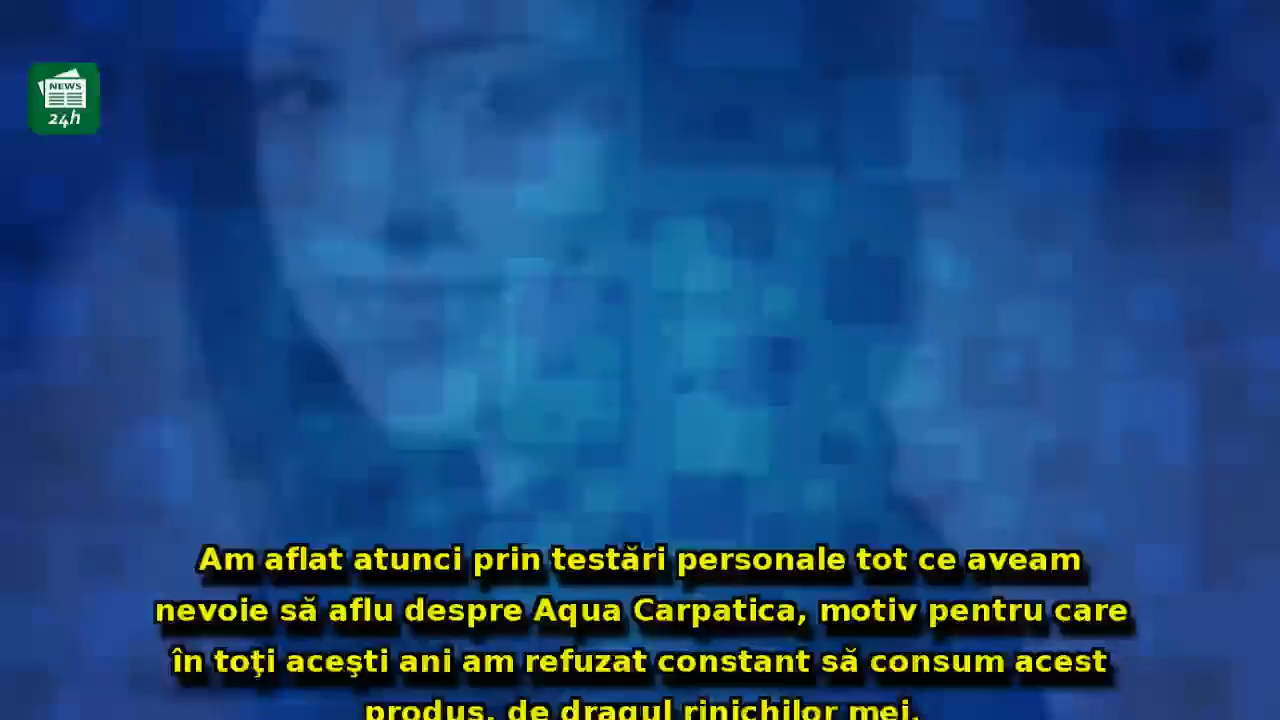 NEWS
24h
Am aflat atunci prin testări personale tot ce aveam
nevoie să aflu despre Aqua Carpatica, motiv pentru care
în toţi aceşti ani am refuzat constant să consum acest
produs, de dragul rinichilor mei.